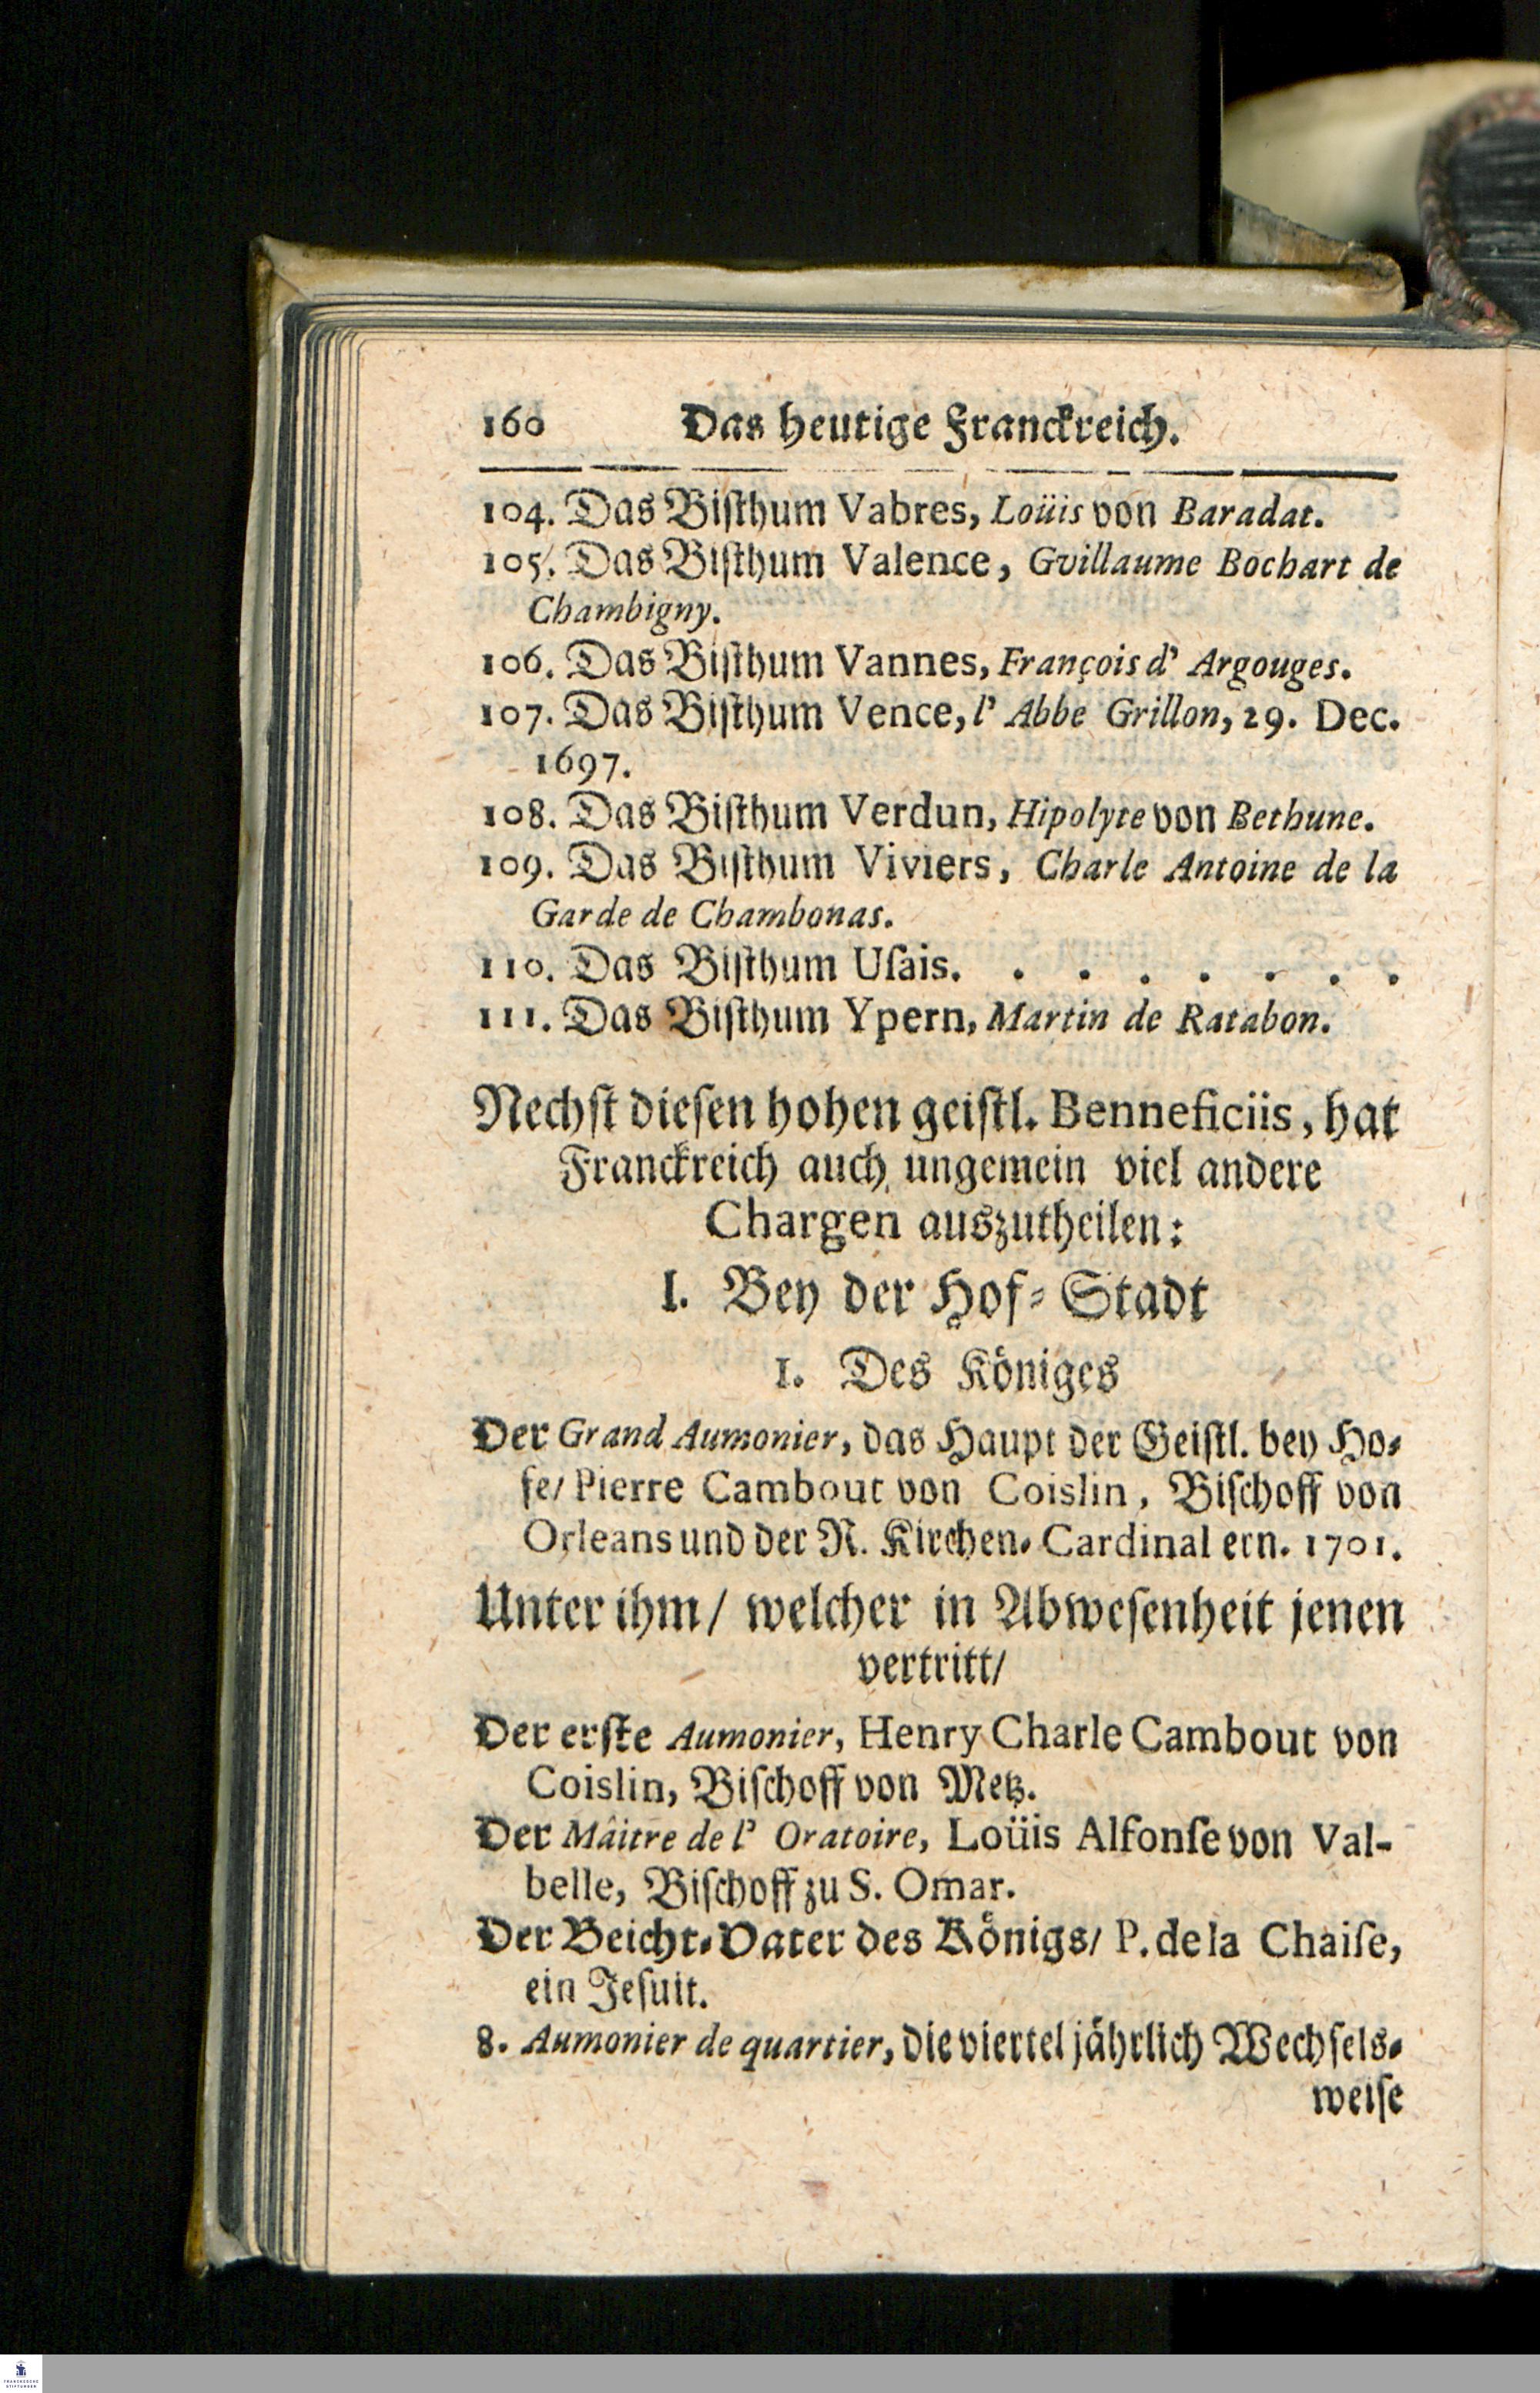 160 Das heutige Franckreich.
104. Das Biſthum Vabres, Loüis von Baradat.
105. Das Biſthum Valence, Gvillaume Bochart de
Chambigny.
106. Das Biſthum Vannes, François d' Argouges.
107. Das Biſthum Vence, l' Abbe Grillon, 29. Dec.
1697.
108. Das Biſthum Verdun, Hipolyte von Bethune.
109. Das Biſthum Viviers, Charle Antoine de la
Garde de Chambonas.
110. Das Biſthum Uſais. . . . . . . .
111. Das Biſthum Ypern, Martin de Ratabon.
Nechſt dieſen hohen geiſtl. Benneficiis, hat
Franckreich auch ungemein viel andere
Chargen auszutheilen:
I. Bey der Hof-Stadt
1. Des Königes
Der Grand Aumonier, das Haupt der Geiſtl. bey Ho-
fe/ Pierre Cambout von Coislin, Biſchoff von
Orleans und der R. Kirchen-Cardinal ern. 1701.
Unter ihm/ welcher in Abweſenheit jenen
vertritt/
Der erſte Aumonier, Henry Charle Cambout von
Coislin, Biſchoff von Metz.
Der Mâitre de l' Oratoire, Loüis Alfonſe von Val-
belle, Biſchoff zu S. Omar.
Der Beicht-Vater des Königs/ P. de la Chaiſe,
ein Jeſuit.
8. Aumonier de quartier, die viertel jährlich Wechſels-
weiſe
FRANCKESCHE
STIFTUNGEN